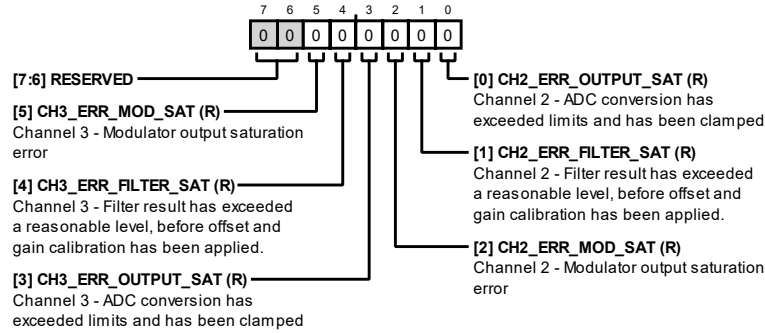 7 6 5 4 3 2 1 0
0 0 0 0 0 0 0 0
[7:6] RESERVED
[5] CH3_ERR_MOD_SAT (R)
Channel 3 - Modulator output saturation
error
[4] CH3_ERR_FILTER_SAT (R)
Channel 3 - Filter result has exceeded
a reasonable level, before offset and
gain calibration has been applied.
[3] CH3_ERR_OUTPUT_SAT (R)
Channel 3 - ADC conversion has
exceeded limits and has been clamped
[0] CH2_ERR_OUTPUT_SAT (R)
Channel 2 - ADC conversion has
exceeded limits and has been clamped
[1] CH2_ERR_FILTER_SAT (R)
Channel 2 - Filter result has exceeded
a reasonable level, before offset and
gain calibration has been applied.
[2] CH2_ERR_MOD_SAT (R)
Channel 2 - Modulator output saturation
error